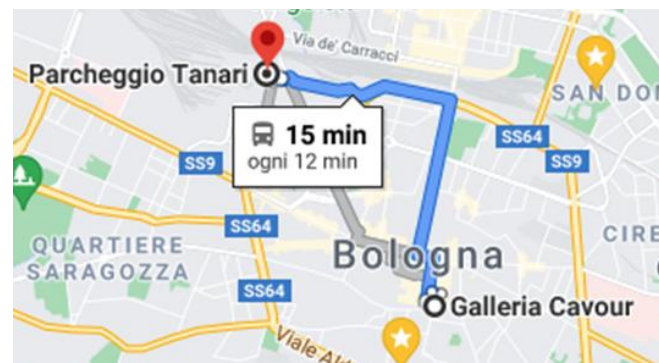 Via de' Carracci
Parcheggio Tanari
15 min
ogni 12 min
SAN DO
SS64
SS9
SS9
SS64
QUARTIERE
SARAGOZZA
Bologna
CIRE
SS64
Galleria Cavour
Viale Al